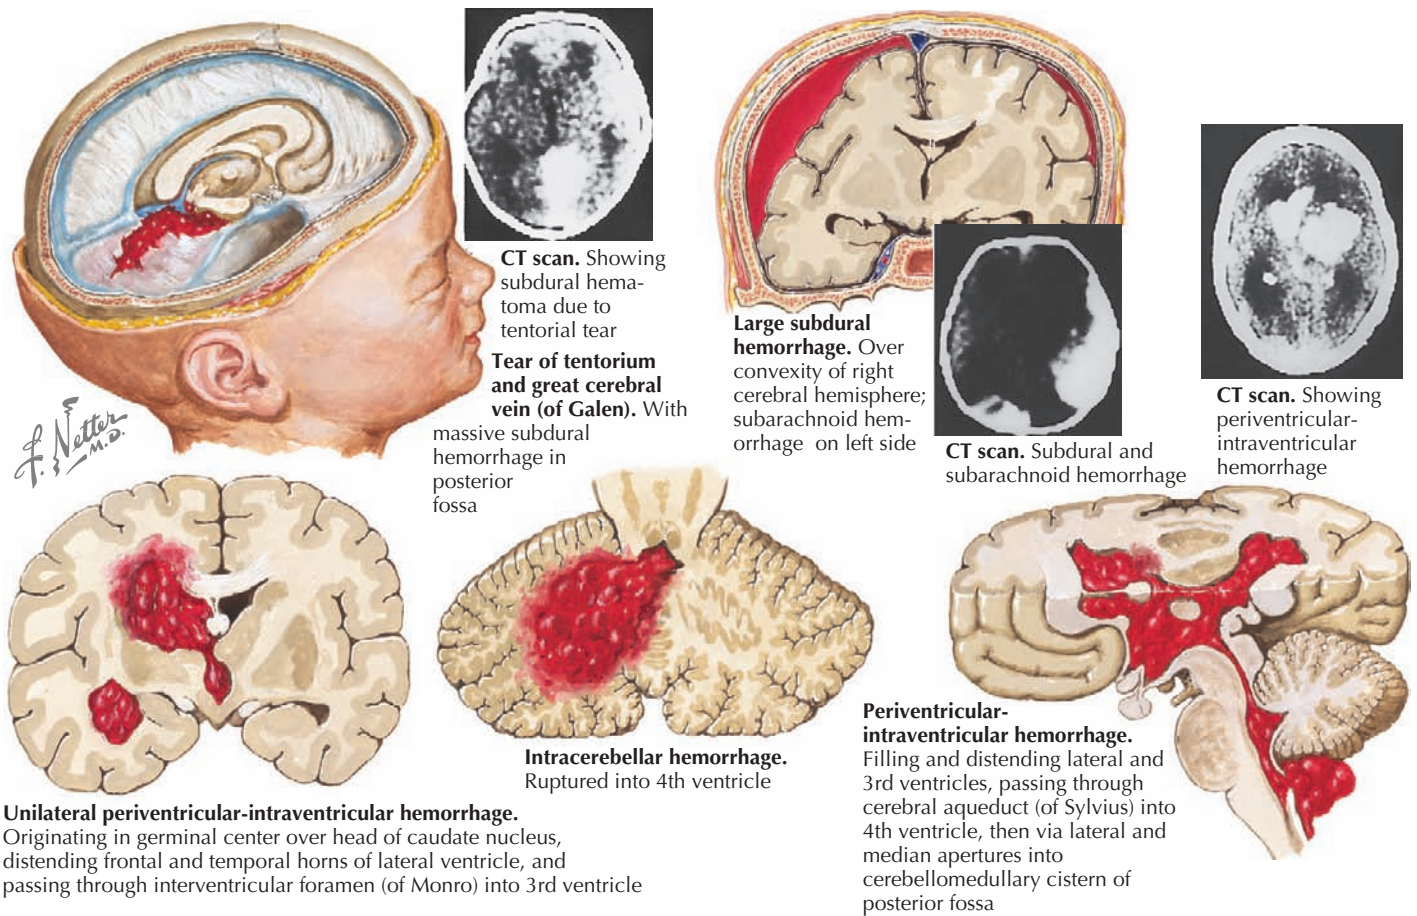 CT scan. Showing
subdural hema-
toma due to
tentorial tear
Tear of tentorium
and great cerebral
vein (of Galen). With
massive subdural
hemorrhage in
posterior
fossa
Large subdural
hemorrhage. Over
convexity of right
cerebral hemisphere;
subarachnoid hem-
orrhage on left side
CT scan. Subdural and
subarachnoid hemorrhage
CT scan. Showing
periventricular-
intraventricular
hemorrhage
F. Netter
M.D.
Unilateral periventricular-intraventricular hemorrhage.
Originating in germinal center over head of caudate nucleus,
distending frontal and temporal horns of lateral ventricle, and
passing through interventricular foramen (of Monro) into 3rd ventricle
Intracerebellar hemorrhage.
Ruptured into 4th ventricle
Periventricular-
intraventricular hemorrhage.
Filling and distending lateral and
3rd ventricles, passing through
cerebral aqueduct (of Sylvius) into
4th ventricle, then via lateral and
median apertures into
cerebellomedullary cistern of
posterior fossa